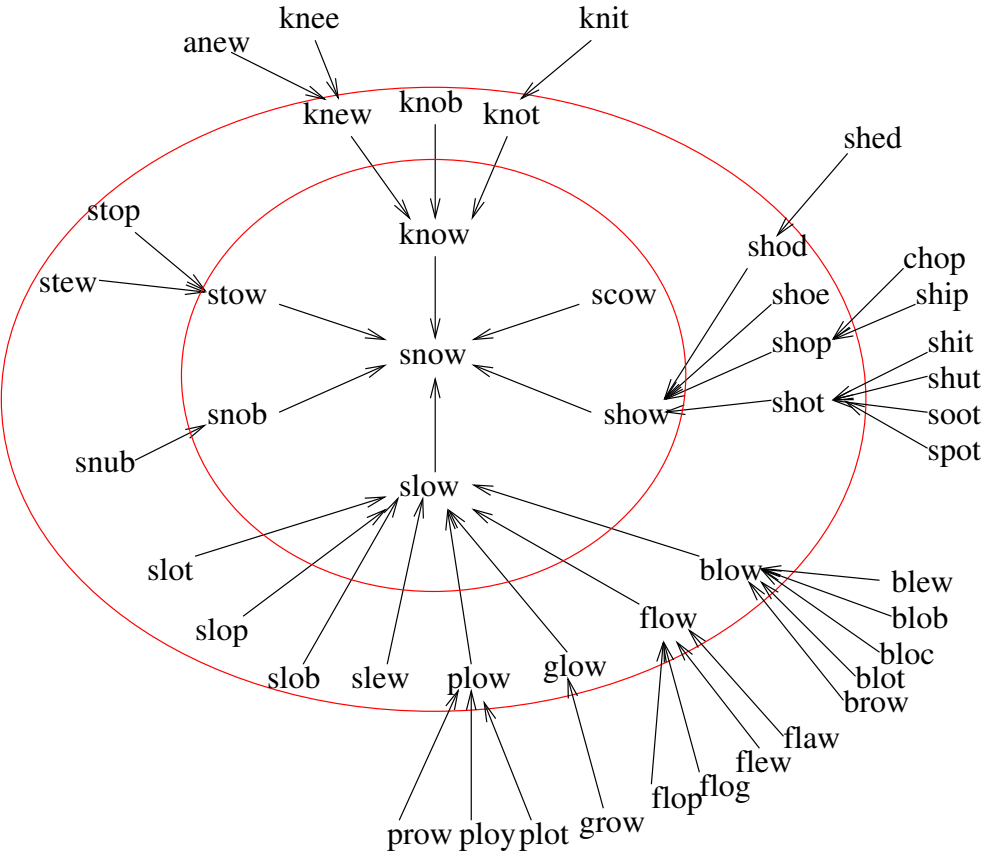 knee
knit
anew
knew
knob
knot
shed
stop
know
shod
chop
stew
stow
scow
shoe
ship
snow
shop
shit
shut
snob
show
shot
soot
spot
snub
slow
slot
blow
blew
slop
flow
blob
bloc
slob
slew
plow
glow
blot
brow
flaw
flew
flop
flog
prow
ploy
plot
grow